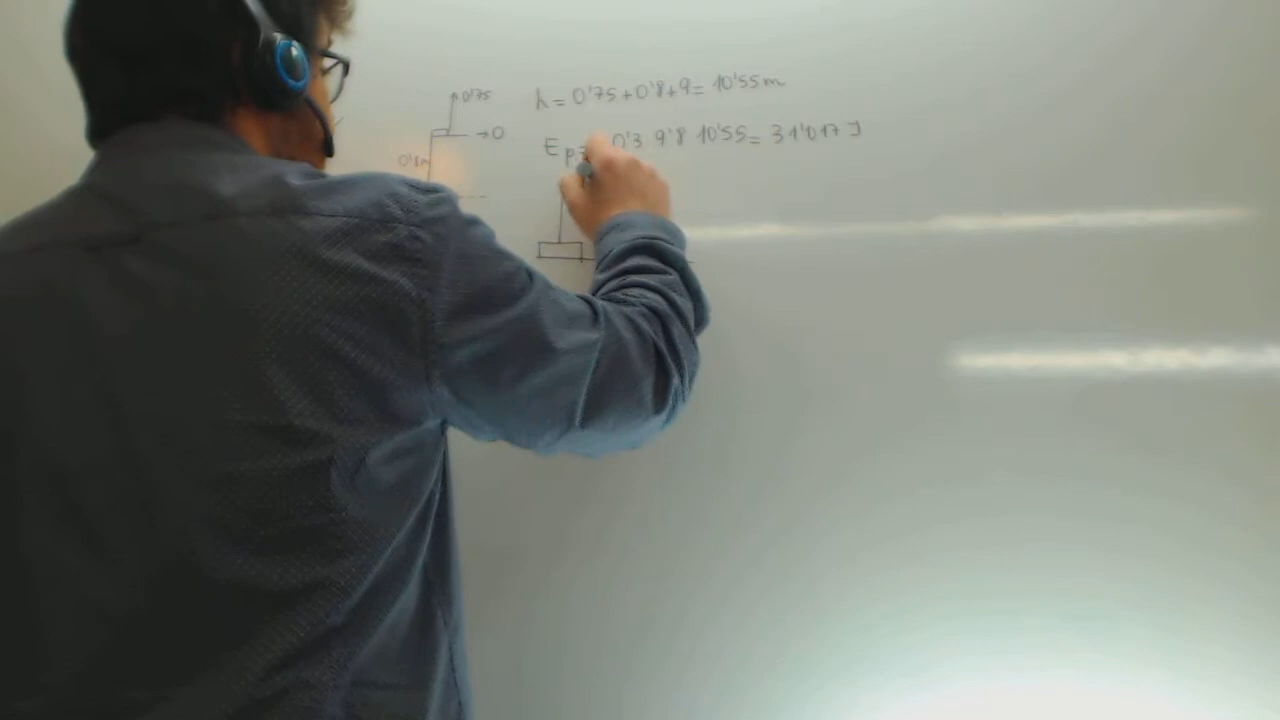 0'75
h = 0'75+0'8+9= 10'55m
→0
Ep= 0'3 9'8 10'55= 31'017 J
0'8m